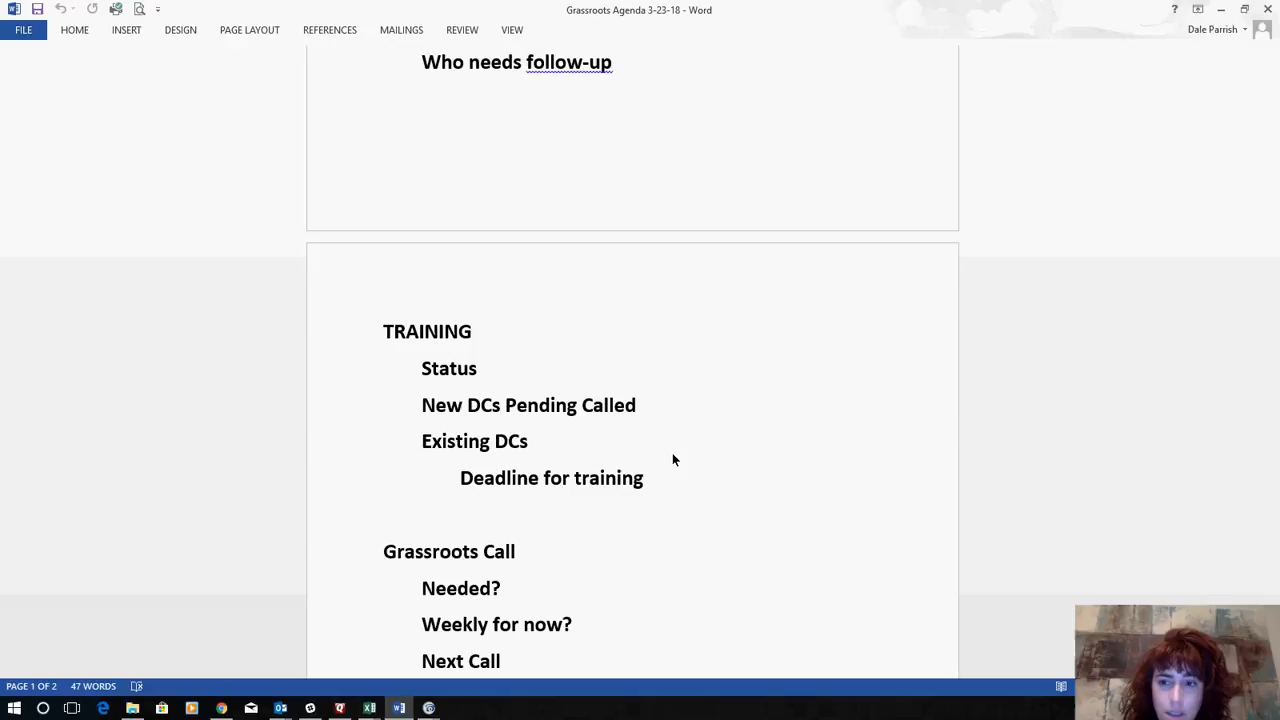 Grassroots Agenda 3-23-18 - Word
FILE HOME INSERT DESIGN PAGE LAYOUT REFERENCES MAILINGS REVIEW VIEW
Dale Parrish
Who needs follow-up
TRAINING
Status
New DCs Pending Called
Existing DCs
Deadline for training
Grassroots Call
Needed?
Weekly for now?
Next Call
PAGE 1 OF 2 47 WORDS